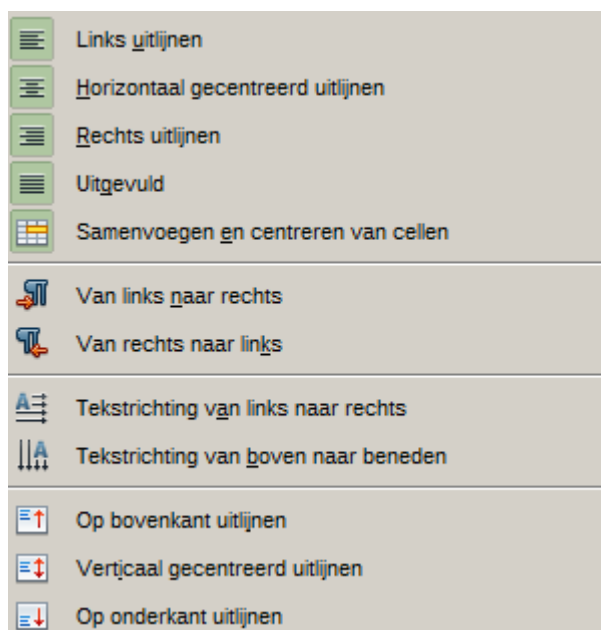 Links uitlijnen
Horizontaal gecentreerd uitlijnen
Rechts uitlijnen
Uitgevuld
Samenvoegen en centreren van cellen
Van links naar rechts
Van rechts naar links
Tekstrichting van links naar rechts
Tekstrichting van boven naar beneden
Op bovenkant uitlijnen
Verticaal gecentreerd uitlijnen
Op onderkant uitlijnen